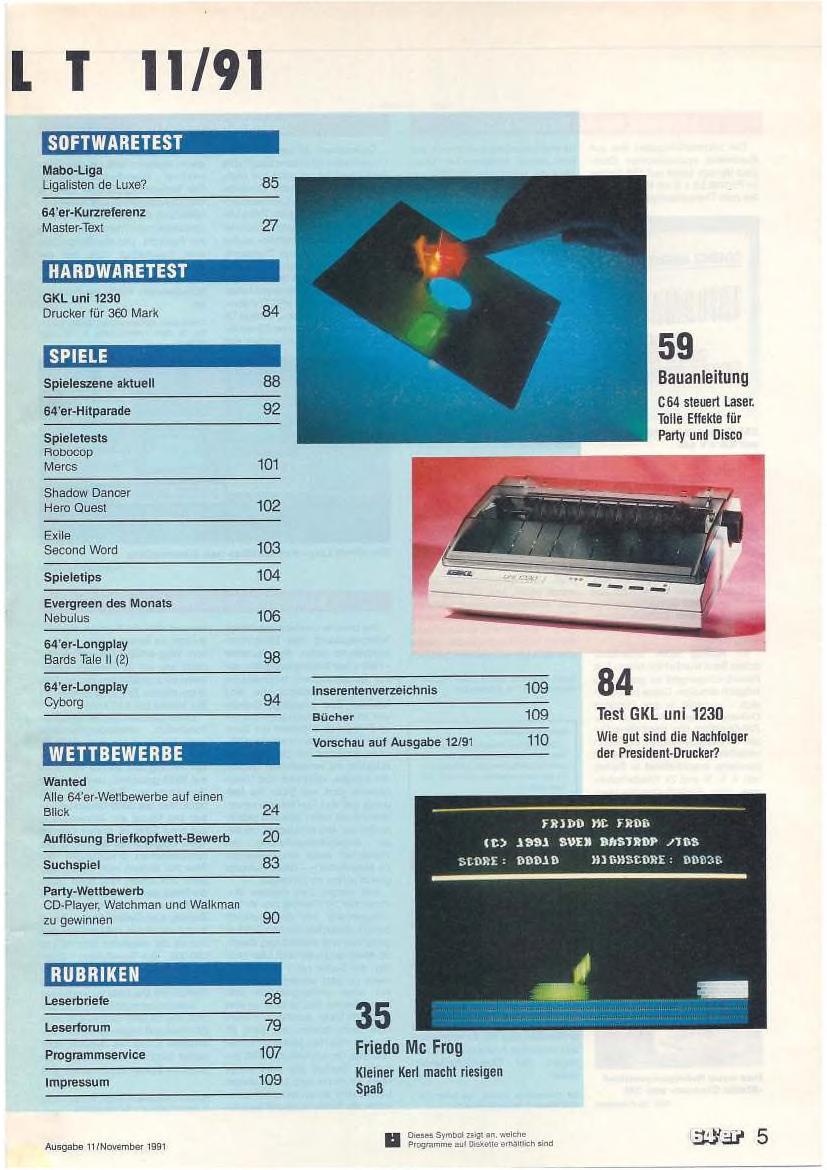 L T 11/91
SOFTWARETEST
Mabo-Liga
Ligalisten de Luxe? 85
64'er-Kurzreferenz
Master-Text 27
HARDWARETEST
GKL uni 1230
Drucker für 360 Mark 84
SPIELE
Spieleszene aktuell 88
64'er-Hitparade 92
Spieletests
Robocop
Mercs 101
Shadow Dancer
Hero Quest 102
Exile
Second Word 103
Spieletips 104
Evergreen des Monats
Nebulus 106
64'er-Longplay
Bards Tale II (2) 98
64'er-Longplay
Cyborg 94
WETTBEWERBE
Wanted
Alle 64'er-Wettbewerbe auf einen
Blick 24
Auflösung Briefkopfwett-Bewerb 20
Suchspiel 83
Party-Wettbewerb
CD-Player, Watchman und Walkman
zu gewinnen 90
RUBRIKEN
Leserbriefe 28
Leserforum 79
Programmservice 107
Impressum 109
59
Bauanleitung
C64 steuert Laser.
Tolle Effekte für
Party und Disco
GKL
uni 1230
Inserentenverzeichnis 109
Bücher 109
Vorschau auf Ausgabe 12/91 110
84
Test GKL uni 1230
Wie gut sind die Nachfolger
der President-Drucker?
FRIDO MC FROG
(C) 1991 SVEN BASTROP /TDS
SCORE: 00010 HIGHSCORE: 00036
35
Friedo Mc Frog
Kleiner Kerl macht riesigen
Spaß
Ausgabe 11/November 1991
Dieses Symbol zeigt an, welche
Programme auf Diskette erhältlich sind
64'er 5